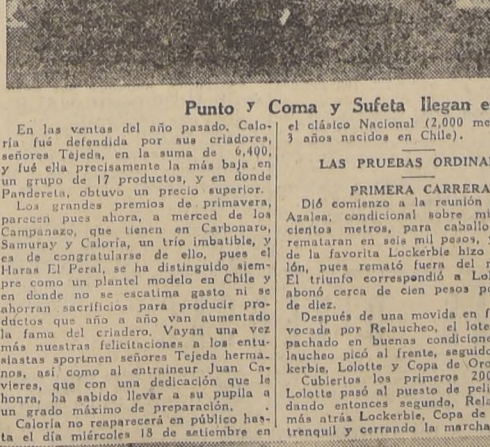 Punto y Coma y Sufeta llegan e
En las ventas del año pasado, Calo-
ría fué defendida por sus criadores,
señores Tejeda, en la suma de 6,400,
y fué ella precisamente la más baja en
un grupo de 17 productos, y en donde
Pandereta, obtuvo un precio superior.
Los grandes premios de primavera,
parecen pues ahora, a merced de los
Campanazo, que tienen en Carbonaro,
Samuray y Caloría, un trío imbatible, y
es de congratularse de ello, pues el
Haras El Peral, se ha distinguido siem-
pre como un plantel modelo en Chile y
en donde no se escatima gasto ni se
ahorran sacrificios para producir pro-
ductos que año a año van aumentado
la fama del criadero. Vayan una vez
más nuestras felicitaciones a los entu-
siastas sportmen señores Tejeda herma-
nos, así como al entraineur Juan Ca-
vieres, que con una dedicación que le
honra, ha sabido llevar a su pupila a
un grado máximo de preparación.
Caloría no reaparecerá en público has-
ta el día miércoles 18 de setiembre en
el clásico Nacional (2,000 me
3 años nacidos en Chile).
LAS PRUEBAS ORDINA
PRIMERA CARRERA
Dió comienzo a la reunión
Azalea, condicional sobre mi
cientos metros, para caballo
remataran en seis mil pesos,
de la favorita Lockerbie hizo
lón, pues remató fuera del m
El triunfo correspondió a Lol
abonó cerca de cien pesos po
de diez.
Después de una movida en f
vocada por Relaucheo, el lote
pachado en buenas condicione
laucheo picó al frente, seguido
kerbie, Lolotte y Copa de Oro
Cubiertos los primeros 200
Lolotte pasó al puesto de peli
dando entonces segundo, Rela
más atrás Lockerbie, Copa de
trenquil y cerrando la marcha